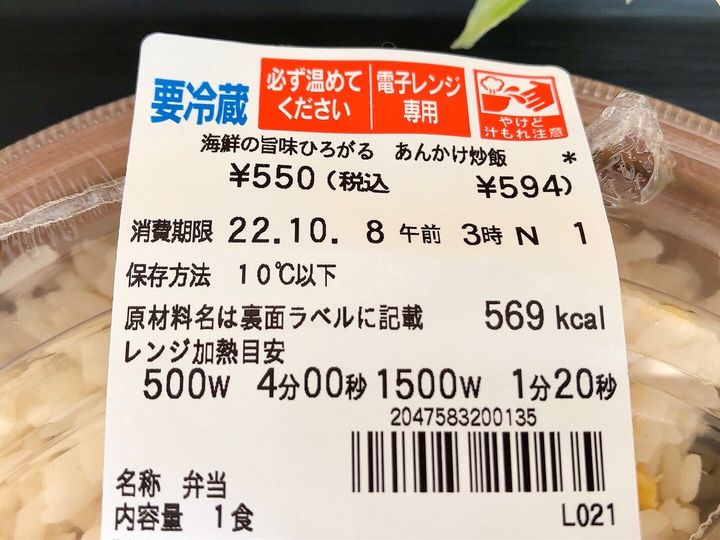 要冷蔵
必ず温めて
ください
電子レンジ
専用
やけど
汁もれ注意
海鮮の旨味ひろがる あんかけ炒飯 *
¥550(税込 ¥594)
消費期限 22.10. 8 午前 3時 N 1
保存方法 10℃以下
原材料名は裏面ラベルに記載 569 kcal
レンジ加熱目安
500W 4分00秒 1500W 1分20秒
2047583200135
名称 弁当
内容量 1食
L021